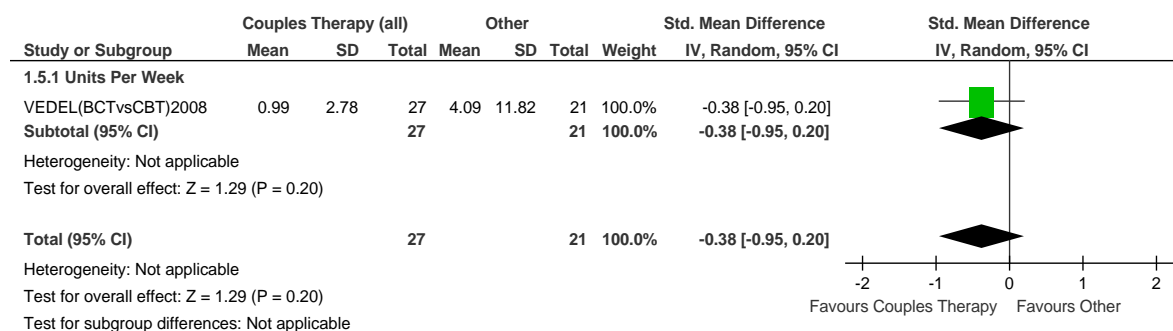 Couples Therapy (all) Other Std. Mean Difference Std. Mean Difference
Study or Subgroup Mean SD Total Mean SD Total Weight IV, Random, 95% CI IV, Random, 95% CI
1.5.1 Units Per Week
VEDEL(BCTvsCBT)2008 0.99 2.78 27 4.09 11.82 21 100.0% -0.38 [-0.95, 0.20]
Subtotal (95% CI) 27 21 100.0% -0.38 [-0.95, 0.20]
Heterogeneity: Not applicable
Test for overall effect: Z = 1.29 (P = 0.20)
Total (95% CI) 27 21 100.0% -0.38 [-0.95, 0.20]
Heterogeneity: Not applicable
-2 -1 0 1 2
Test for overall effect: Z = 1.29 (P = 0.20)
Favours Couples Therapy Favours Other
Test for subgroup differences: Not applicable